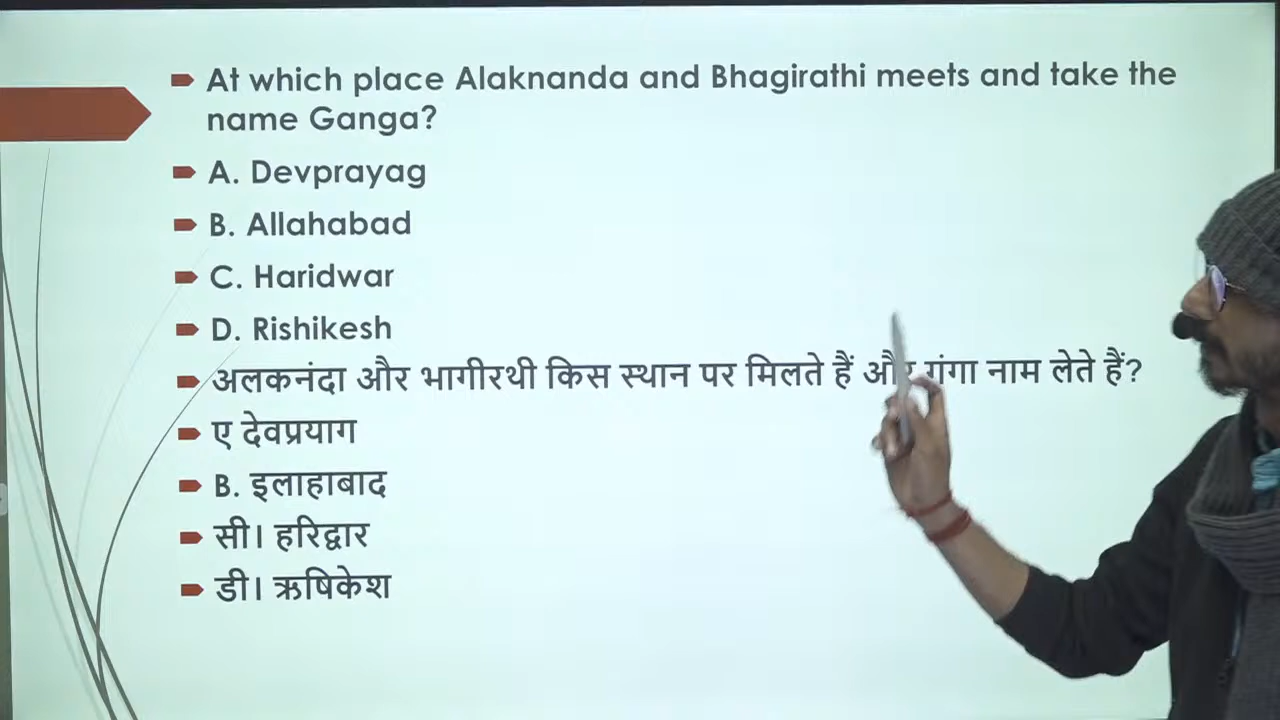 At which place Alaknanda and Bhagirathi meets and take the
name Ganga?
A. Devprayag
B. Allahabad
C. Haridwar
D. Rishikesh
अलकनंदा और भागीरथी किस स्थान पर मिलते हैं और गंगा नाम लेते हैं?
ए देवप्रयाग
B. इलाहाबाद
सी। हरिद्वार
डी। ऋषिकेश